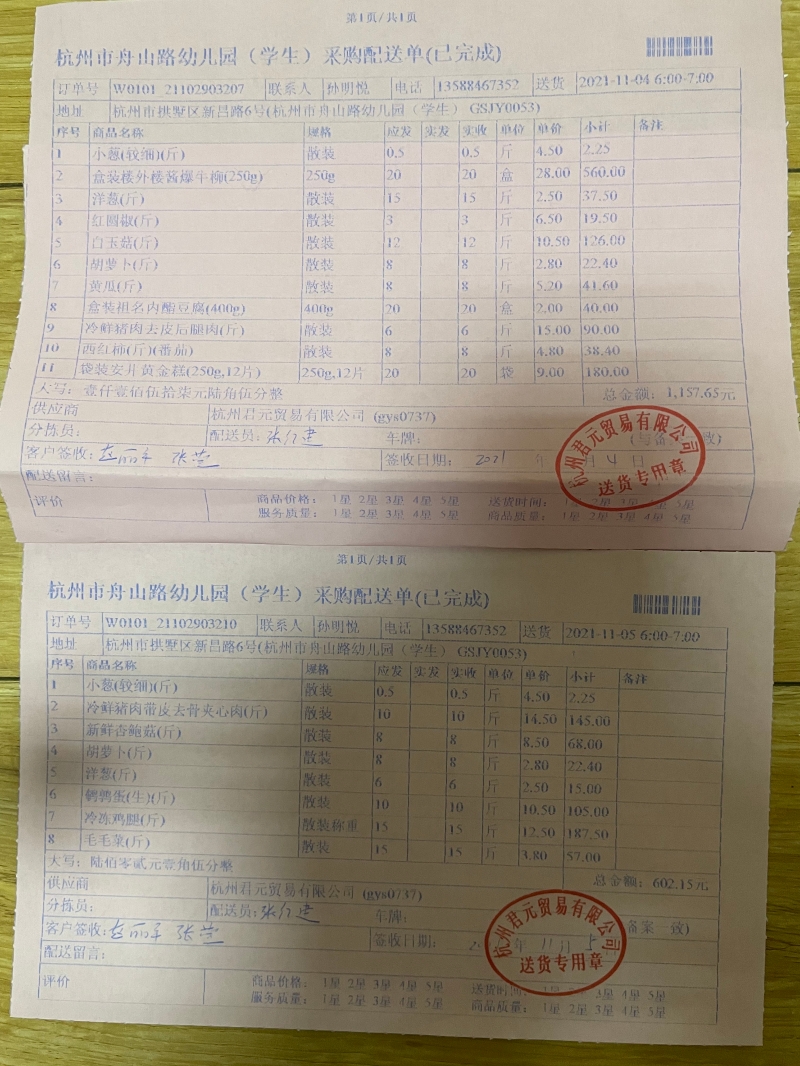 第1页/共1页
杭州市舟山路幼儿园（学生）采购配送单(已完成)
订单号 W0101_21102903207 联系人 孙明悦 电话 13588467352 送货 2021-11-04 6:00-7:00
地址 杭州市拱墅区新昌路6号(杭州市舟山路幼儿园（学生） GSJY0053)
序号 商品名称 规格 应发 实发 实收 单位 单价 小计 备注
1 小葱(较细)(斤) 散装 0.5 0.5 斤 4.50 2.25
2 盒装楼外楼酱爆牛柳(250g) 250g 20 20 盒 28.00 560.00
3 洋葱(斤) 散装 15 15 斤 2.50 37.50
4 红圆椒(斤) 散装 3 3 斤 6.50 19.50
5 白玉菇(斤) 散装 12 12 斤 10.50 126.00
6 胡萝卜(斤) 散装 8 8 斤 2.80 22.40
7 黄瓜(斤) 散装 8 8 斤 5.20 41.60
8 盒装祖名内酯豆腐(400g) 400g 20 20 盒 2.00 40.00
9 冷鲜猪肉去皮后腿肉(斤) 散装 6 6 斤 15.00 90.00
10 西红柿(斤)(番茄) 散装 8 8 斤 4.80 38.40
11 袋装安井黄金糕(250g,12片) 250g,12片 20 20 袋 9.00 180.00
大写：壹仟壹佰伍拾柒元陆角伍分整 总金额：1,157.65元
供应商 杭州君元贸易有限公司 (gys0737)
分拣员： 配送员： 车牌：
客户签收： 签收日期： 2021 年 月 4 日
杭州君元贸易有限公司
送货专用章
配送留言：
评价 商品价格： 1星 2星 3星 4星 5星 送货时间： 1星 2星 3星 4星 5星
服务质量： 1星 2星 3星 4星 5星 商品质量： 1星 2星 3星 4星 5星
第1页/共1页
杭州市舟山路幼儿园（学生）采购配送单(已完成)
订单号 W0101_21102903210 联系人 孙明悦 电话 13588467352 送货 2021-11-05 6:00-7:00
地址 杭州市拱墅区新昌路6号(杭州市舟山路幼儿园（学生） GSJY0053)
序号 商品名称 规格 应发 实发 实收 单位 单价 小计 备注
1 小葱(较细)(斤) 散装 0.5 0.5 斤 4.50 2.25
2 冷鲜猪肉带皮去骨夹心肉(斤) 散装 10 10 斤 14.50 145.00
3 新鲜杏鲍菇(斤) 散装 8 8 斤 8.50 68.00
4 胡萝卜(斤) 散装 8 8 斤 2.80 22.40
5 洋葱(斤) 散装 6 6 斤 2.50 15.00
6 鹌鹑蛋(生)(斤) 散装 10 10 斤 10.50 105.00
7 冷冻鸡腿(斤) 散装称重 15 15 斤 12.50 187.50
8 毛毛菜(斤) 散装 15 15 斤 3.80 57.00
大写：陆佰零贰元壹角伍分整 总金额：602.15元
供应商 杭州君元贸易有限公司 (gys0737)
分拣员： 配送员： 车牌：
客户签收： 签收日期： 年 11 月 5
杭州君元贸易有限公司
送货专用章
配送留言：
评价 商品价格： 1星 2星 3星 4星 5星 送货时间： 1星 2星 3星 4星 5星
服务质量： 1星 2星 3星 4星 5星 商品质量： 1星 2星 3星 4星 5星